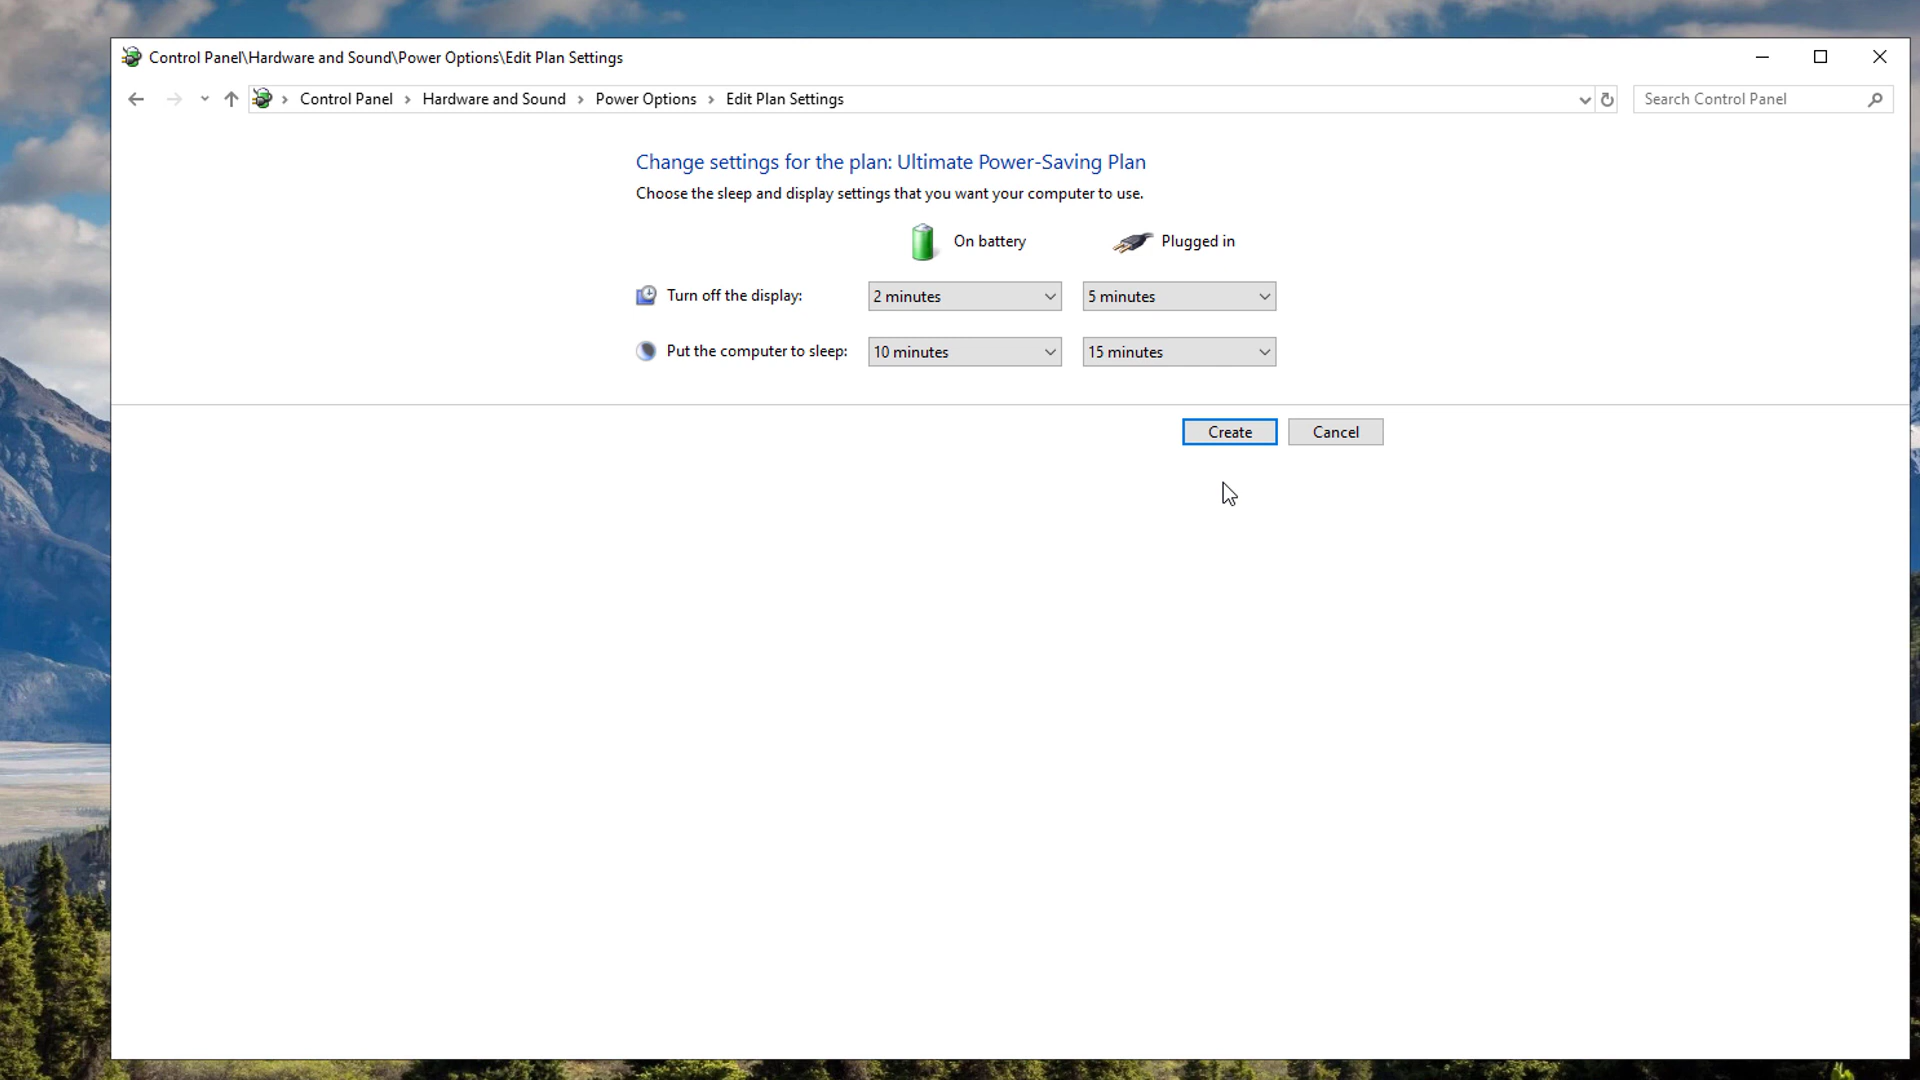 Control Panel\Hardware and Sound\Power Options\Edit Plan Settings
Control Panel Hardware and Sound Power Options Edit Plan Settings Search Control Panel
Change settings for the plan: Ultimate Power-Saving Plan
Choose the sleep and display settings that you want your computer to use.
On battery Plugged in
Turn off the display: 2 minutes 5 minutes
Put the computer to sleep: 10 minutes 15 minutes
Create Cancel